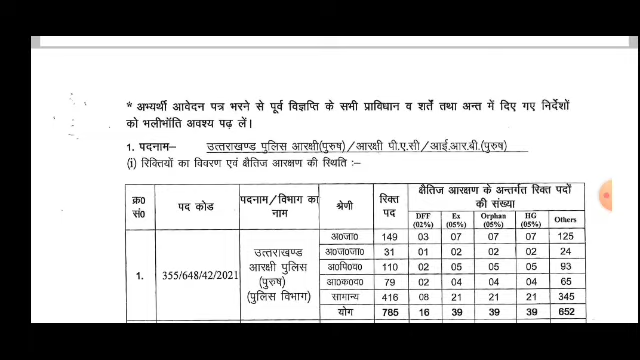 * अभ्यर्थी आवेदन पत्र भरने से पूर्व विज्ञप्ति के सभी प्राविधान व शर्तें तथा अन्त में दिए गए निर्देशों
को भलीभाँति अवश्य पढ़ लें।
1. पदनाम— उत्तराखण्ड पुलिस आरक्षी(पुरुष)/आरक्षी पी.ए.सी/आई.आर.बी.(पुरुष)
(i) रिक्तियों का विवरण एवं क्षैतिज आरक्षण की स्थिति :-
क्र0 सं0 पद कोड पदनाम/विभाग का नाम श्रेणी रिक्त पद क्षैतिज आरक्षण के अन्तर्गत रिक्त पदों की संख्या
DFF (02%) Ex (05%) Orphan (05%) HG (05%) Others
1. 355/648/42/2021 उत्तराखण्ड आरक्षी पुलिस (पुरुष) (पुलिस विभाग)
अ0जा0 149 03 07 07 07 125
अ0ज0जा0 31 01 02 02 02 24
अ0पि0व0 110 02 05 05 05 93
आ0क0व0 79 02 04 04 04 65
सामान्य 416 08 21 21 21 345
योग 785 16 39 39 39 652